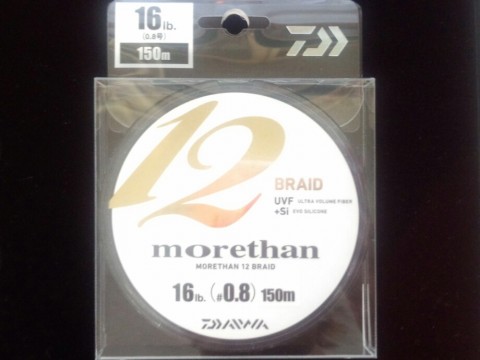 16lb.
(0.8号)
150m
12
BRAID
UVF ULTRA VOLUME FIBER
+Si EVO SILICONE
morethan
MORETHAN 12 BRAID
16lb. (#0.8) 150m
DAIWA